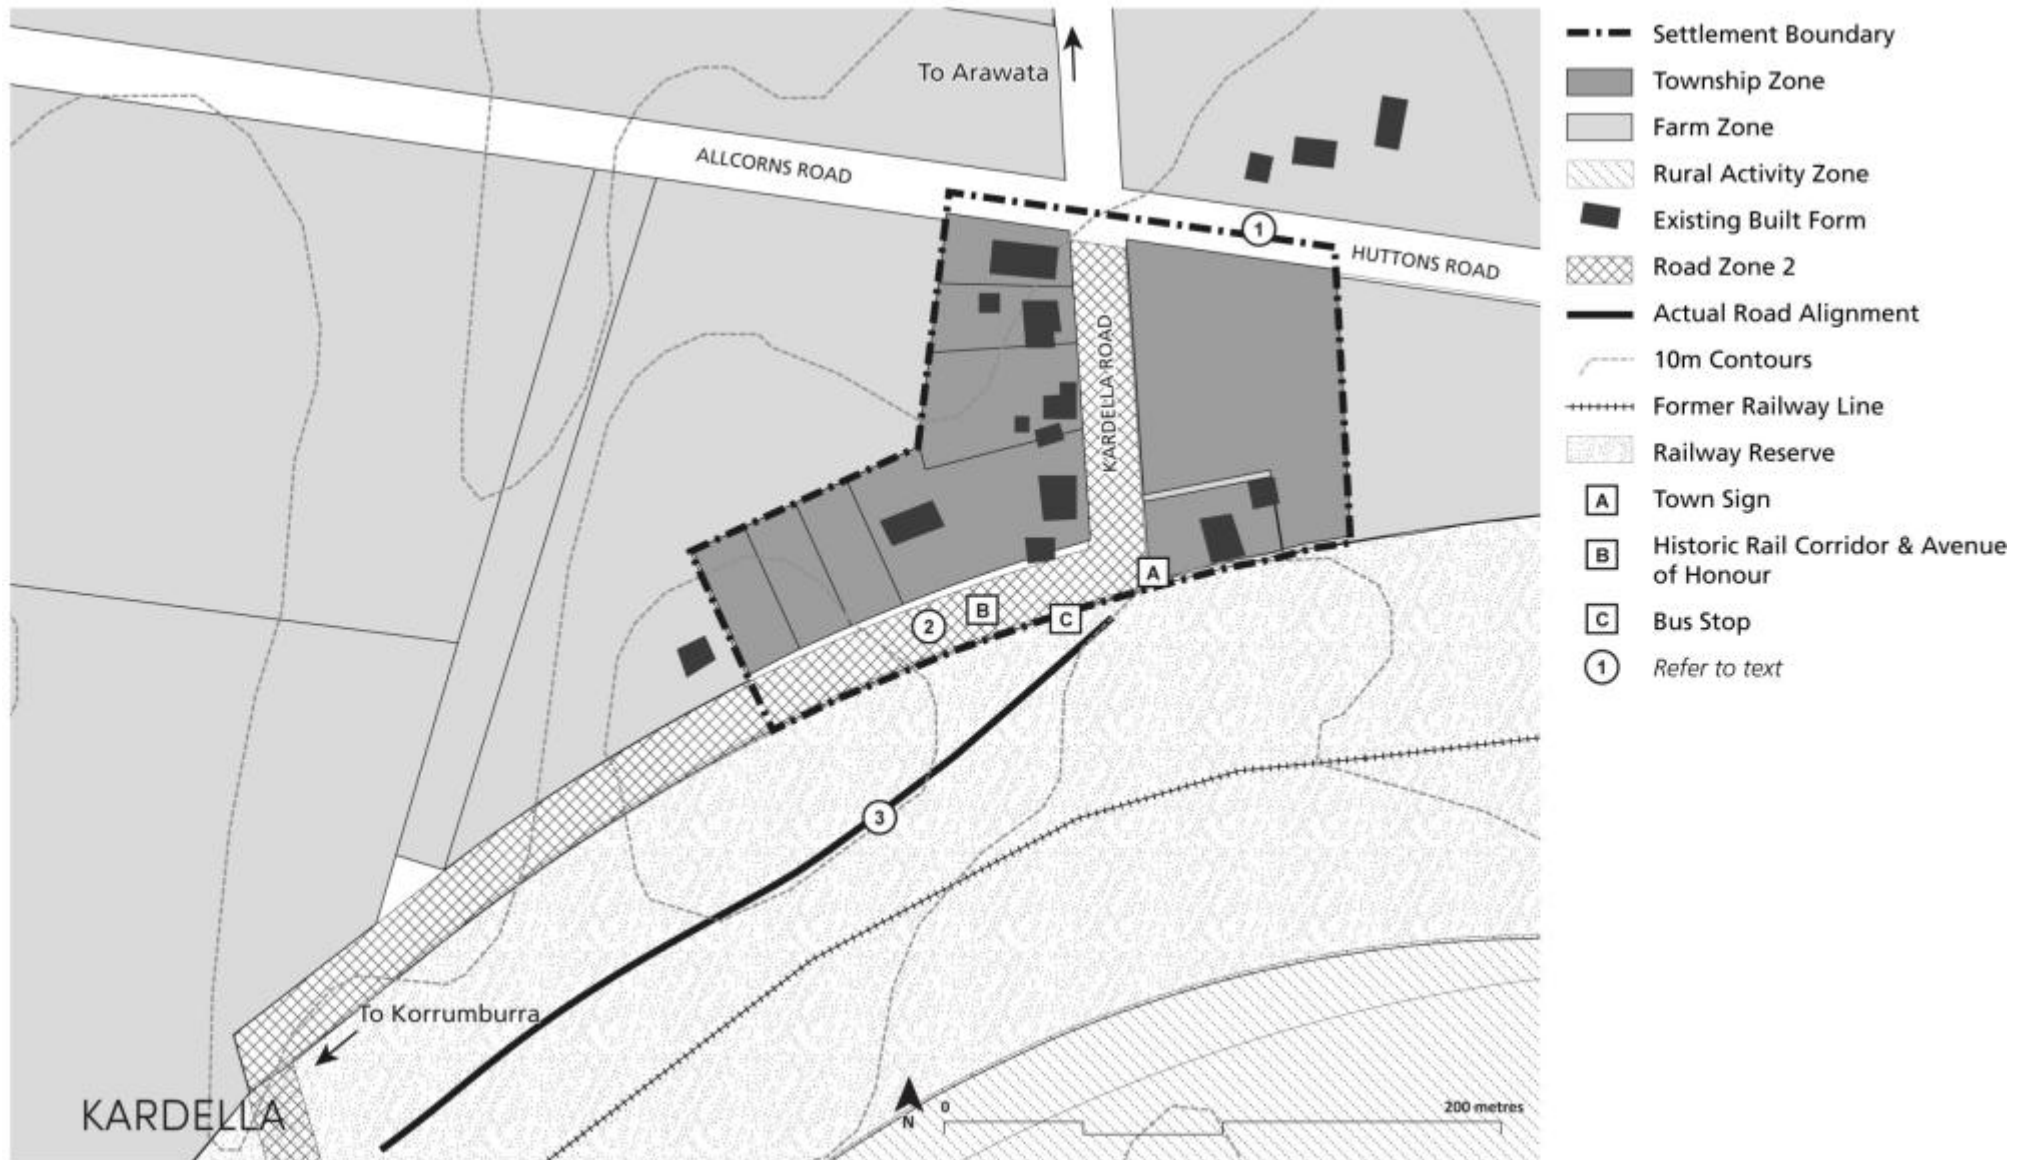 To Arawata
ALLCORNS ROAD
1
HUTTONS ROAD
KARDELLA ROAD
A
B
C
2
3
To Korrumburra
KARDELLA
N
0
200 metres
Settlement Boundary
Township Zone
Farm Zone
Rural Activity Zone
Existing Built Form
Road Zone 2
Actual Road Alignment
10m Contours
Former Railway Line
Railway Reserve
A Town Sign
B Historic Rail Corridor & Avenue
of Honour
C Bus Stop
1 Refer to text